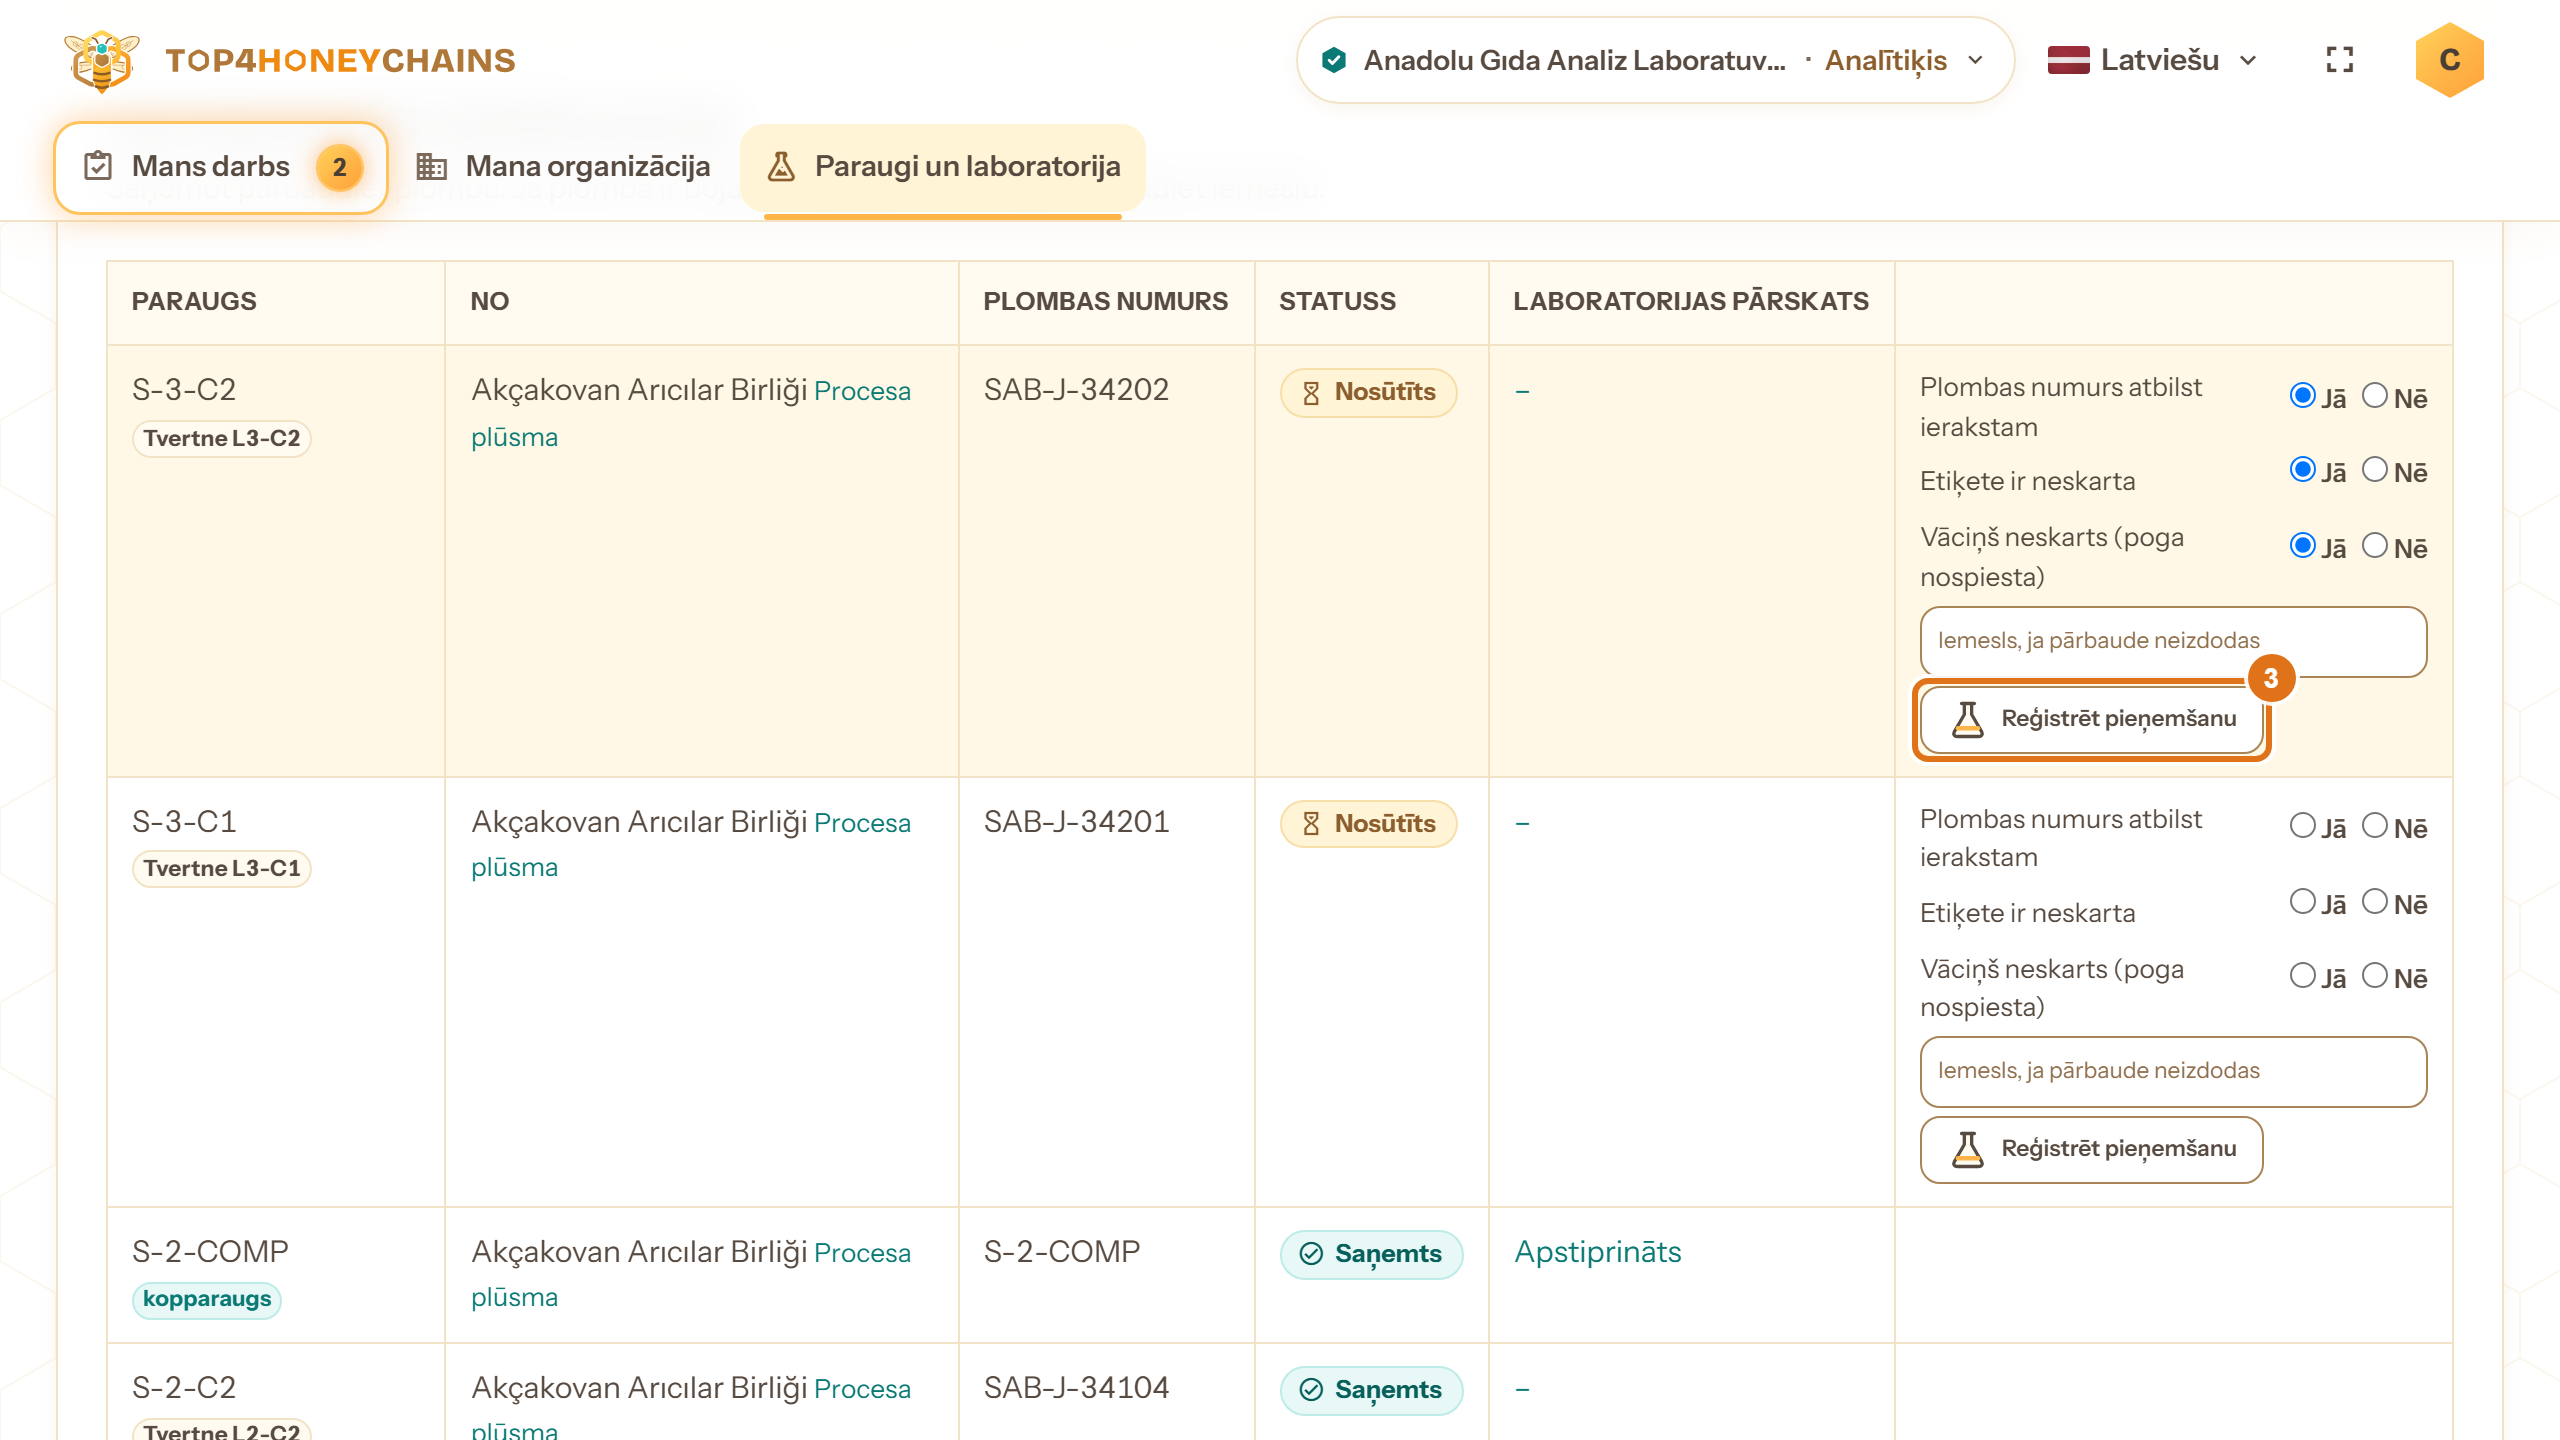 TOP4HONEYCHAINS
Anadolu Gıda Analiz Laboratuv... · Analītiķis
Latviešu
C
Mans darbs 2
Mana organizācija
Paraugi un laboratorija
PARAUGS NO PLOMBAS NUMURS STATUSS LABORATORIJAS PĀRSKATS
S-3-C2
Tvertne L3-C2
Akçakovan Arıcılar Birliği Procesa
plūsma
SAB-J-34202
Nosūtīts
–
Plombas numurs atbilst
ierakstam
Jā Nē
Etiķete ir neskarta
Jā Nē
Vāciņš neskarts (poga
nospiesta)
Jā Nē
Iemesls, ja pārbaude neizdodas
3
Reģistrēt pieņemšanu
S-3-C1
Tvertne L3-C1
Akçakovan Arıcılar Birliği Procesa
plūsma
SAB-J-34201
Nosūtīts
–
Plombas numurs atbilst
ierakstam
Jā Nē
Etiķete ir neskarta
Jā Nē
Vāciņš neskarts (poga
nospiesta)
Jā Nē
Iemesls, ja pārbaude neizdodas
Reģistrēt pieņemšanu
S-2-COMP
kopparaugs
Akçakovan Arıcılar Birliği Procesa
plūsma
S-2-COMP
Saņemts
Apstiprināts
S-2-C2
Tvertne L2-C2
Akçakovan Arıcılar Birliği Procesa
plūsma
SAB-J-34104
Saņemts
–